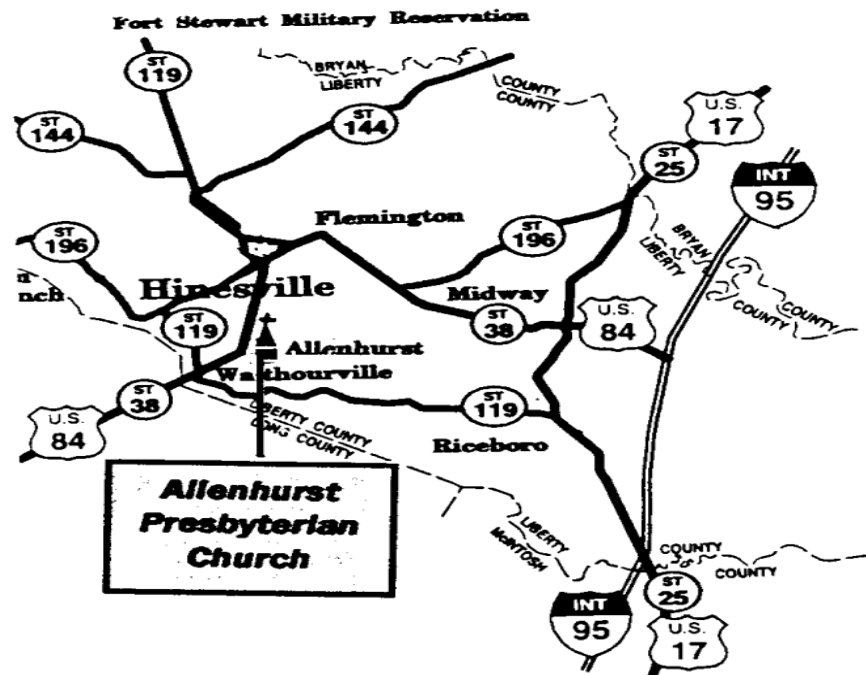 Fort Stewart Military Reservation
ST
119
BRYAN
LIBERTY
COUNTY
COUNTY
U.S.
17
ST
144
ST
144
ST
25
INT
95
Flemington
ST
196
ST
196
BRYAN
LIBERTY
COUNTY
COUNTY
nch
Hinesville
Midway
ST
119
ST
38
U.S.
84
Allenhurst
Walthourville
ST
38
ST
119
U.S.
84
LIBERTY COUNTY
LONG COUNTY
Riceboro
Allenhurst
Presbyterian
Church
LIBERTY
McINTOSH
COUNTY
COUNTY
ST
25
INT
95
U.S.
17